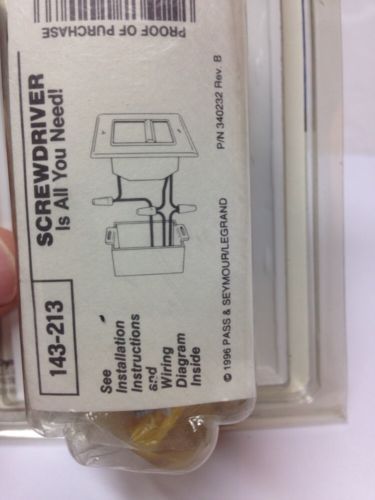 PROOF OF PURCHASE
SCREWDRIVER
Is All You Need!
143-213
See
Installation
Instructions
and
Wiring
Diagram
Inside
P/N 340232 Rev. B
© 1996 PASS & SEYMOUR/LEGRAND